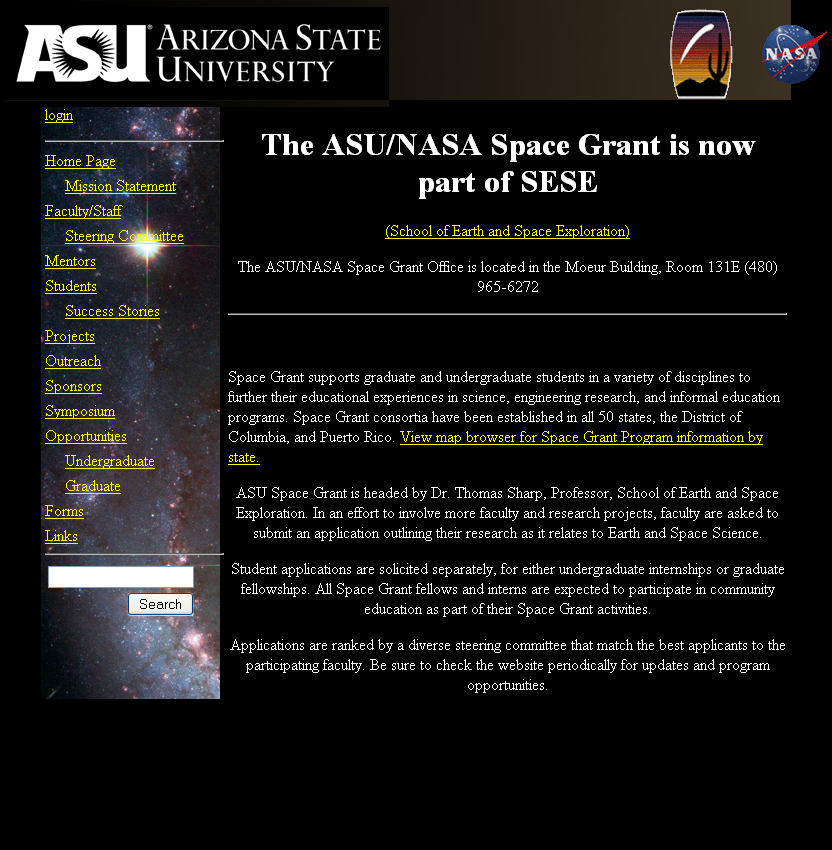 ASU® ARIZONA STATE
UNIVERSITY
NASA
login
Home Page
Mission Statement
Faculty/Staff
Steering Committee
Mentors
Students
Success Stories
Projects
Outreach
Sponsors
Symposium
Opportunities
Undergraduate
Graduate
Forms
Links
Search
The ASU/NASA Space Grant is now
part of SESE
(School of Earth and Space Exploration)
The ASU/NASA Space Grant Office is located in the Moeur Building, Room 131E (480)
965-6272
Space Grant supports graduate and undergraduate students in a variety of disciplines to
further their educational experiences in science, engineering research, and informal education
programs. Space Grant consortia have been established in all 50 states, the District of
Columbia, and Puerto Rico. View map browser for Space Grant Program information by
state.
ASU Space Grant is headed by Dr. Thomas Sharp, Professor, School of Earth and Space
Exploration. In an effort to involve more faculty and research projects, faculty are asked to
submit an application outlining their research as it relates to Earth and Space Science.
Student applications are solicited separately, for either undergraduate internships or graduate
fellowships. All Space Grant fellows and interns are expected to participate in community
education as part of their Space Grant activities.
Applications are ranked by a diverse steering committee that match the best applicants to the
participating faculty. Be sure to check the website periodically for updates and program
opportunities.